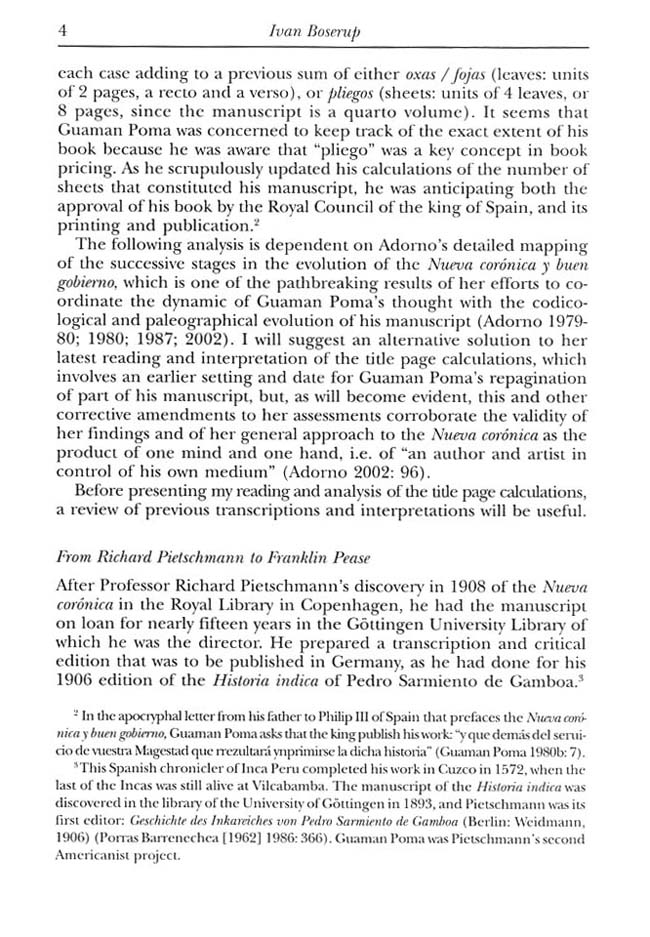 4 Ivan Boserup
each case adding to a previous sum of either oxas / fojas (leaves: units
of 2 pages, a recto and a verso), or pliegos (sheets: units of 4 leaves, or
8 pages, since the manuscript is a quarto volume). It seems that
Guaman Poma was concerned to keep track of the exact extent of his
book because he was aware that “pliego” was a key concept in book
pricing. As he scrupulously updated his calculations of the number of
sheets that constituted his manuscript, he was anticipating both the
approval of his book by the Royal Council of the king of Spain, and its
printing and publication.²
The following analysis is dependent on Adorno’s detailed mapping
of the successive stages in the evolution of the Nueva corónica y buen
gobierno, which is one of the pathbreaking results of her efforts to co-
ordinate the dynamic of Guaman Poma’s thought with the codico-
logical and paleographical evolution of his manuscript (Adorno 1979-
80; 1980; 1987; 2002). I will suggest an alternative solution to her
latest reading and interpretation of the title page calculations, which
involves an earlier setting and date for Guaman Poma’s repagination
of part of his manuscript, but, as will become evident, this and other
corrective amendments to her assessments corroborate the validity of
her findings and of her general approach to the Nueva corónica as the
product of one mind and one hand, i.e. of “an author and artist in
control of his own medium” (Adorno 2002: 96).
Before presenting my reading and analysis of the title page calculations,
a review of previous transcriptions and interpretations will be useful.
From Richard Pietschmann to Franklin Pease
After Professor Richard Pietschmann’s discovery in 1908 of the Nueva
corónica in the Royal Library in Copenhagen, he had the manuscript
on loan for nearly fifteen years in the Göttingen University Library of
which he was the director. He prepared a transcription and critical
edition that was to be published in Germany, as he had done for his
1906 edition of the Historia indica of Pedro Sarmiento de Gamboa.³
² In the apocryphal letter from his father to Philip III of Spain that prefaces the Nueva coró-
nica y buen gobierno, Guaman Poma asks that the king publish his work: “y que demás del serui-
cio de vuestra Magestad que rrezultará ynprimirse la dicha historia” (Guaman Poma 1980b: 7).
³ This Spanish chronicler of Inca Peru completed his work in Cuzco in 1572, when the
last of the Incas was still alive at Vilcabamba. The manuscript of the Historia indica was
discovered in the library of the University of Göttingen in 1893, and Pietschmann was its
first editor: Geschichte des Inkareiches von Pedro Sarmiento de Gamboa (Berlin: Weidmann,
1906) (Porras Barrenechea [1962] 1986: 366). Guaman Poma was Pietschmann’s second
Americanist project.